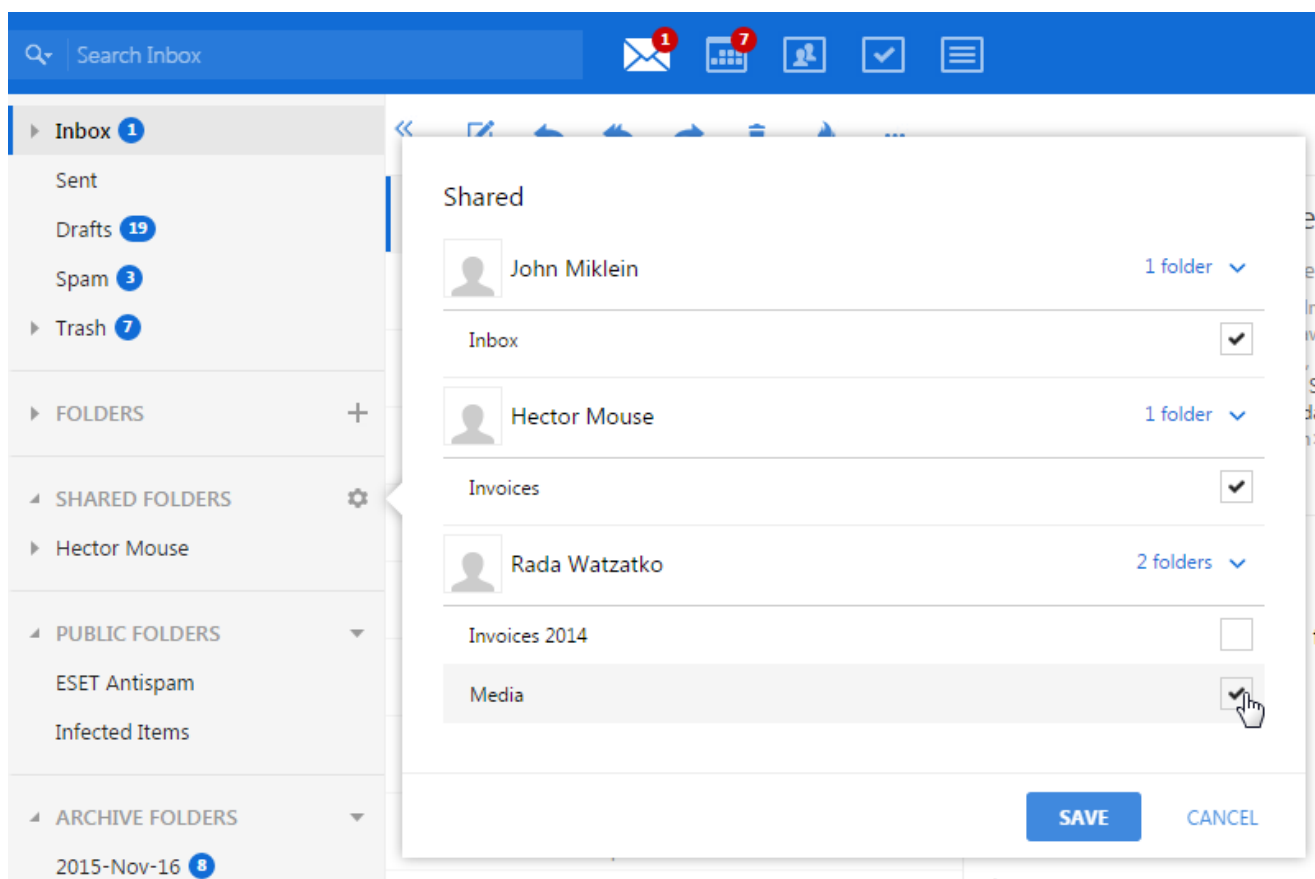 Search Inbox
1
7
Inbox 1
Sent
Drafts 19
Spam 3
Trash 7
FOLDERS
SHARED FOLDERS
Hector Mouse
PUBLIC FOLDERS
ESET Antispam
Infected Items
ARCHIVE FOLDERS
2015-Nov-16 8
Shared
John Miklein
1 folder
Inbox
Hector Mouse
1 folder
Invoices
Rada Watzatko
2 folders
Invoices 2014
Media
SAVE
CANCEL